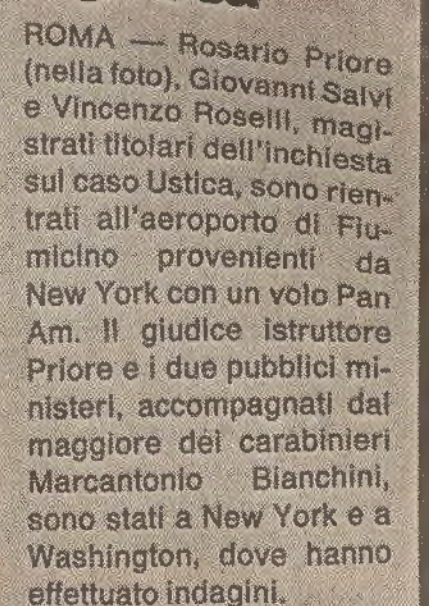 ROMA — Rosario Priore
(nella foto), Giovanni Salvi
e Vincenzo Roselli, magi-
strati titolari dell'inchiesta
sul caso Ustica, sono rien-
trati all'aeroporto di Fiu-
micino provenienti da
New York con un volo Pan
Am. Il giudice istruttore
Priore e i due pubblici mi-
nisteri, accompagnati dal
maggiore dei carabinieri
Marcantonio Bianchini,
sono stati a New York e a
Washington, dove hanno
effettuato indagini.